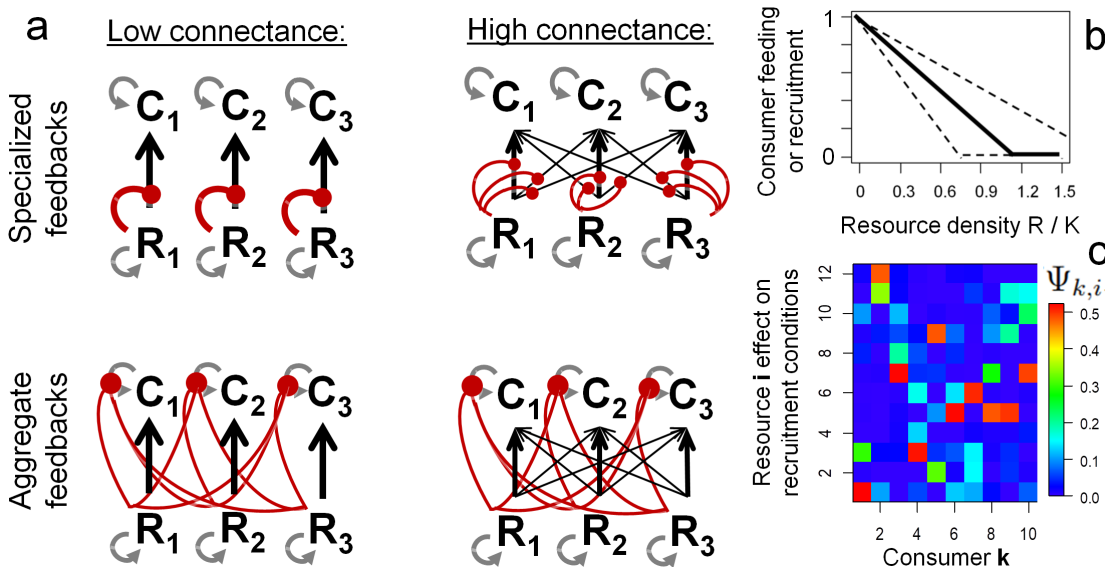 a
Low connectance:
High connectance:
Specialized
feedbacks
C1 C2 C3
R1 R2 R3
C1 C2 C3
R1 R2 R3
Aggregate
feedbacks
C1 C2 C3
R1 R2 R3
C1 C2 C3
R1 R2 R3
b
Consumer feeding
or recruitment
1
0
0 0.3 0.6 0.9 1.2 1.5
Resource density R / K
c
Resource i effect on
recruitment conditions
12
10
8
6
4
2
2 4 6 8 10
Consumer k
Ψk,i
0.5
0.4
0.3
0.2
0.1
0.0